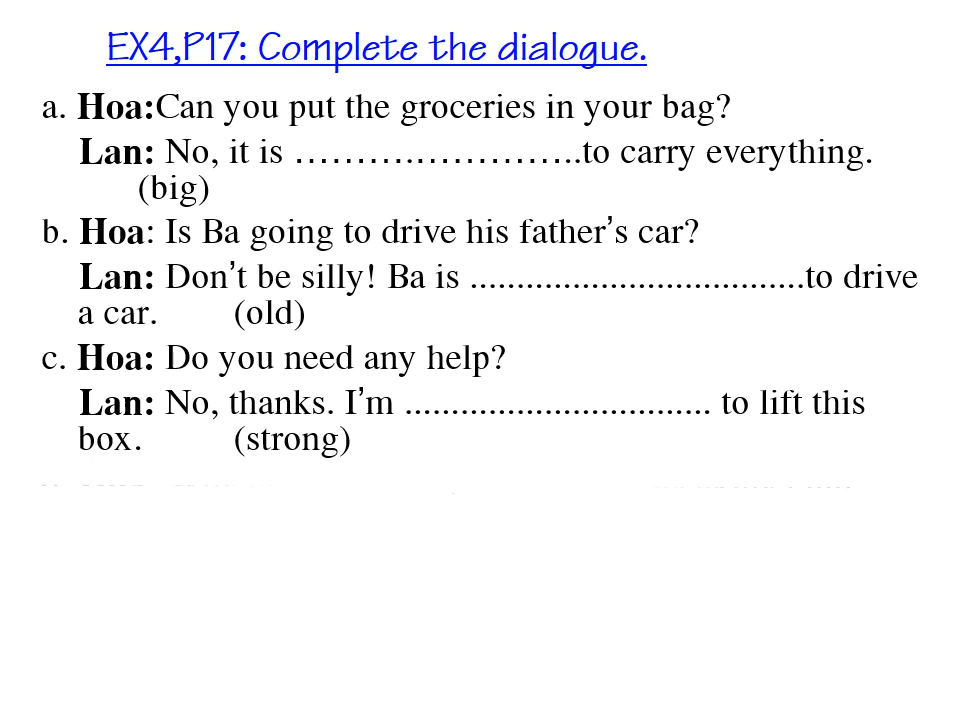 EX4,P17: Complete the dialogue.
a. Hoa:Can you put the groceries in your bag?
Lan: No, it is ………..…………..to carry everything.
(big)
b. Hoa: Is Ba going to drive his father’s car?
Lan: Don’t be silly! Ba is ....................................to drive
a car. (old)
c. Hoa: Do you need any help?
Lan: No, thanks. I’m ................................. to lift this
box. (strong)